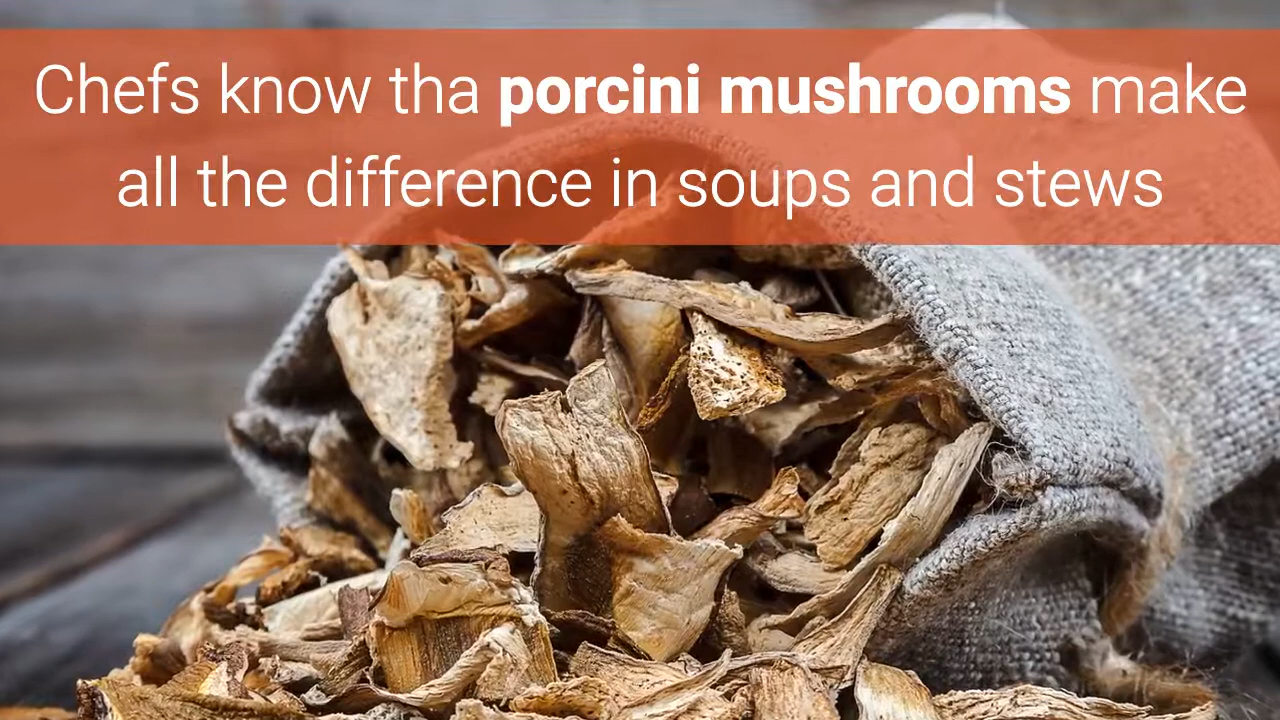 Chefs know tha porcini mushrooms make
all the difference in soups and stews